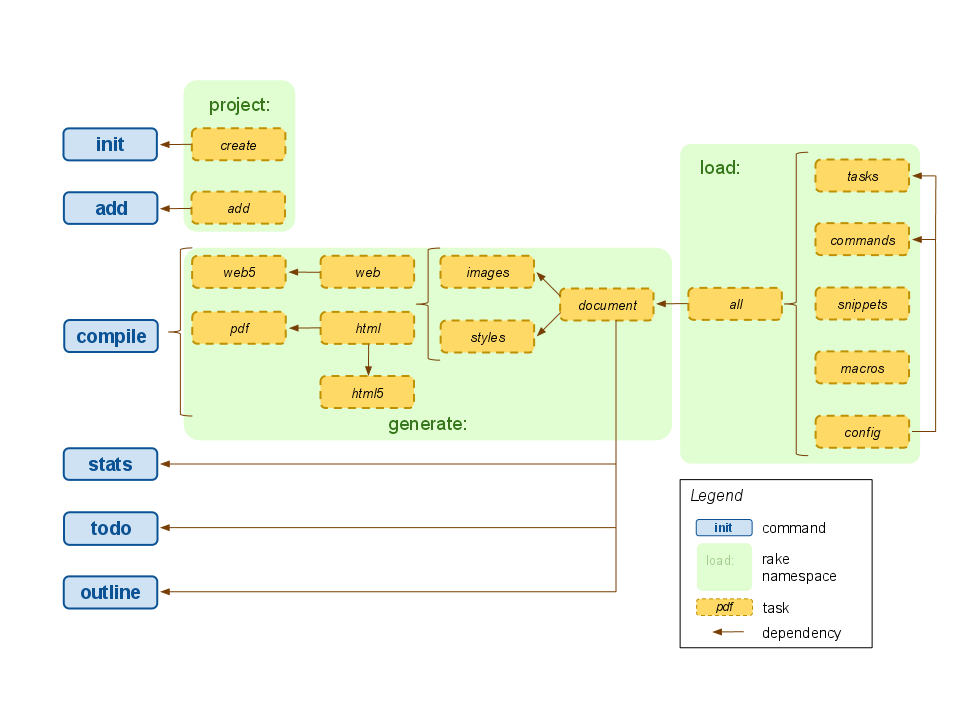 project:
init
create
load:
tasks
add
add
commands
web5
web
images
document
all
snippets
compile
pdf
html
styles
macros
html5
generate:
config
stats
Legend
todo
init
command
load:
rake
namespace
outline
pdf
task
dependency